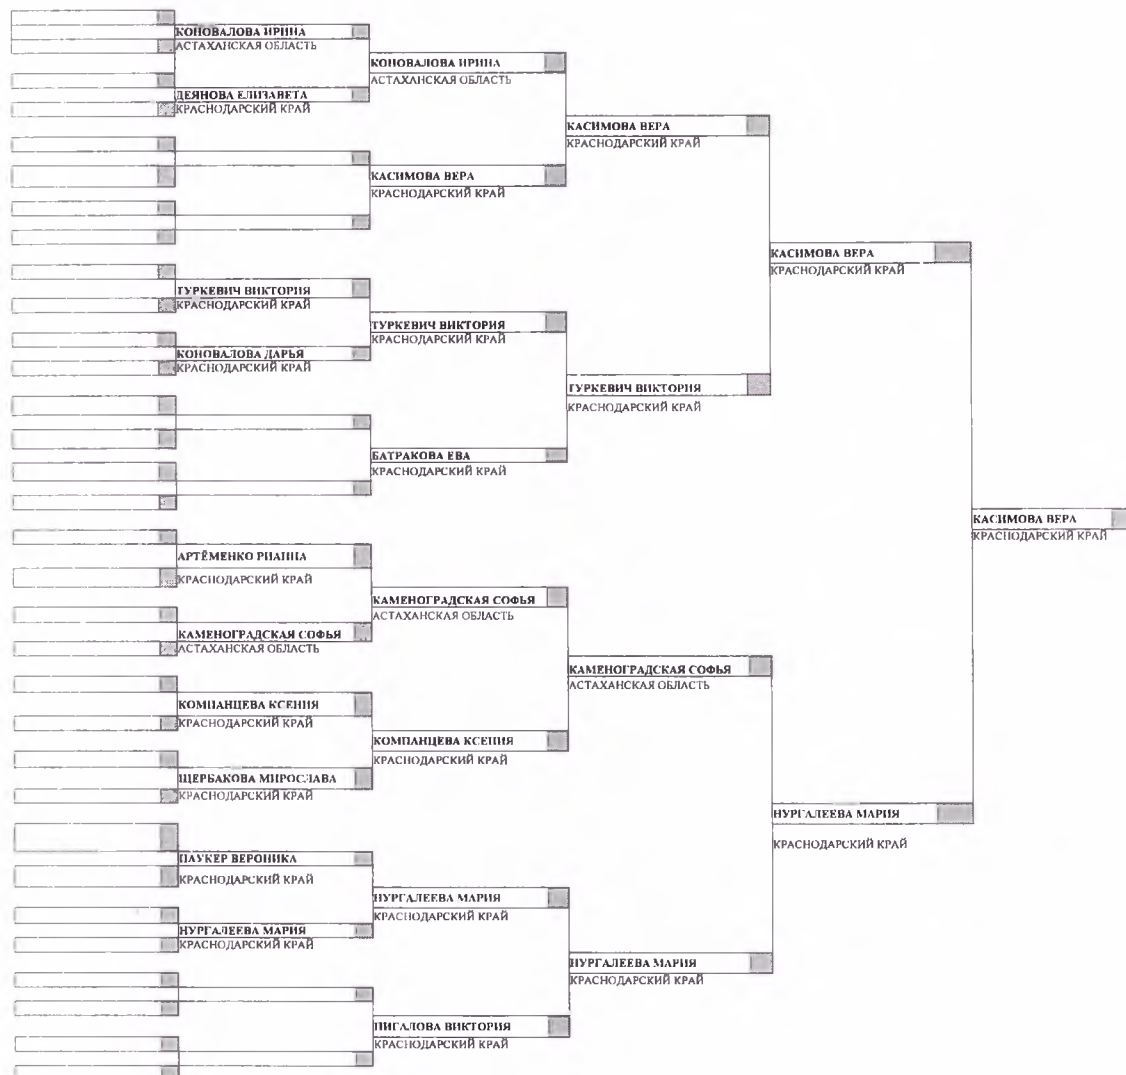 КОНОВАЛОВА ИРИНА
АСТАХАНСКАЯ ОБЛАСТЬ
ДЕЯНОВА ЕЛИЗАВЕТА
КРАСНОДАРСКИЙ КРАЙ
ТУРКЕВИЧ ВИКТОРИЯ
КРАСНОДАРСКИЙ КРАЙ
КОНОВАЛОВА ДАРЬЯ
КРАСНОДАРСКИЙ КРАЙ
АРТЁМЕНКО РИАННА
КРАСНОДАРСКИЙ КРАЙ
КАМЕНОГРАДСКАЯ СОФЬЯ
АСТАХАНСКАЯ ОБЛАСТЬ
КОМПАНЦЕВА КСЕНИЯ
КРАСНОДАРСКИЙ КРАЙ
ЩЕРБАКОВА МИРОСЛАВА
КРАСНОДАРСКИЙ КРАЙ
ПАУКЕР ВЕРОНИКА
КРАСНОДАРСКИЙ КРАЙ
НУРГАЛЕЕВА МАРИЯ
КРАСНОДАРСКИЙ КРАЙ
КОНОВАЛОВА ИРИНА
АСТАХАНСКАЯ ОБЛАСТЬ
КАСИМОВА ВЕРА
КРАСНОДАРСКИЙ КРАЙ
ТУРКЕВИЧ ВИКТОРИЯ
КРАСНОДАРСКИЙ КРАЙ
БАТРАКОВА ЕВА
КРАСНОДАРСКИЙ КРАЙ
КАМЕНОГРАДСКАЯ СОФЬЯ
АСТАХАНСКАЯ ОБЛАСТЬ
КОМПАНЦЕВА КСЕНИЯ
КРАСНОДАРСКИЙ КРАЙ
НУРГАЛЕЕВА МАРИЯ
КРАСНОДАРСКИЙ КРАЙ
ПИГАЛОВА ВИКТОРИЯ
КРАСНОДАРСКИЙ КРАЙ
КАСИМОВА ВЕРА
КРАСНОДАРСКИЙ КРАЙ
ТУРКЕВИЧ ВИКТОРИЯ
КРАСНОДАРСКИЙ КРАЙ
КАМЕНОГРАДСКАЯ СОФЬЯ
АСТАХАНСКАЯ ОБЛАСТЬ
НУРГАЛЕЕВА МАРИЯ
КРАСНОДАРСКИЙ КРАЙ
КАСИМОВА ВЕРА
КРАСНОДАРСКИЙ КРАЙ
НУРГАЛЕЕВА МАРИЯ
КРАСНОДАРСКИЙ КРАЙ
КАСИМОВА ВЕРА
КРАСНОДАРСКИЙ КРАЙ